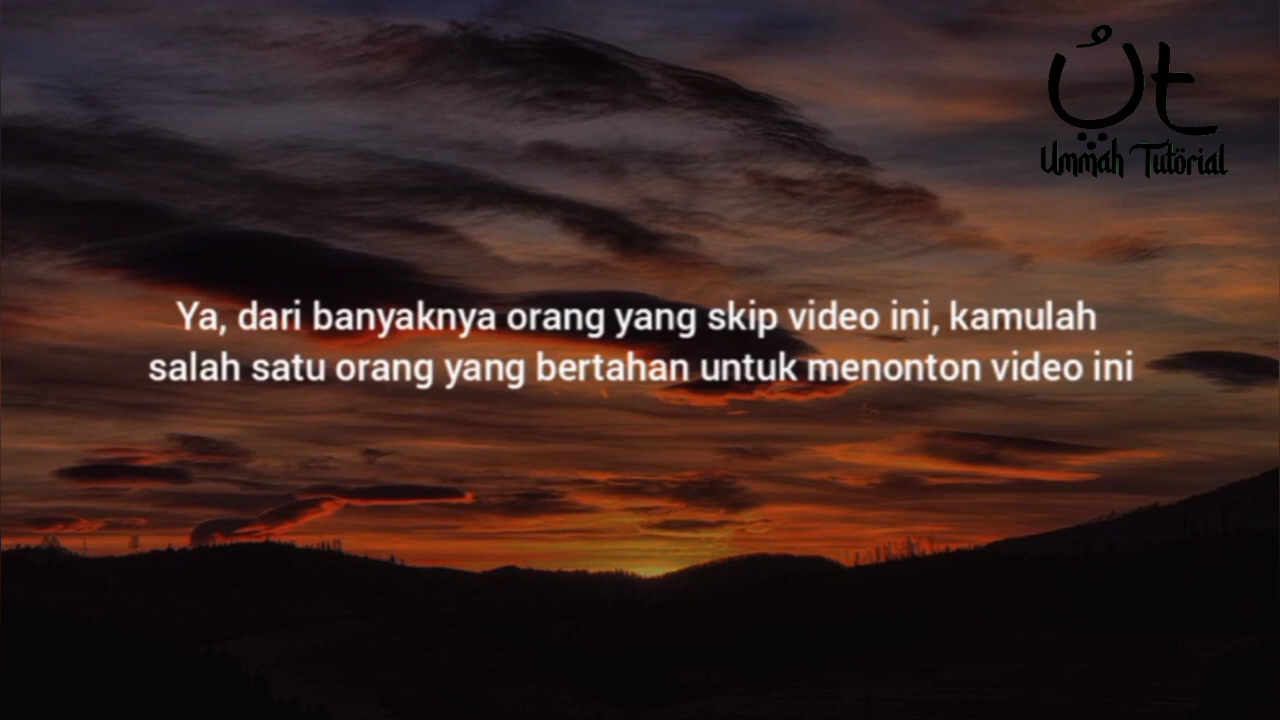 Ut
Ummah Tutorial
Ya, dari banyaknya orang yang skip video ini, kamulah
salah satu orang yang bertahan untuk menonton video ini